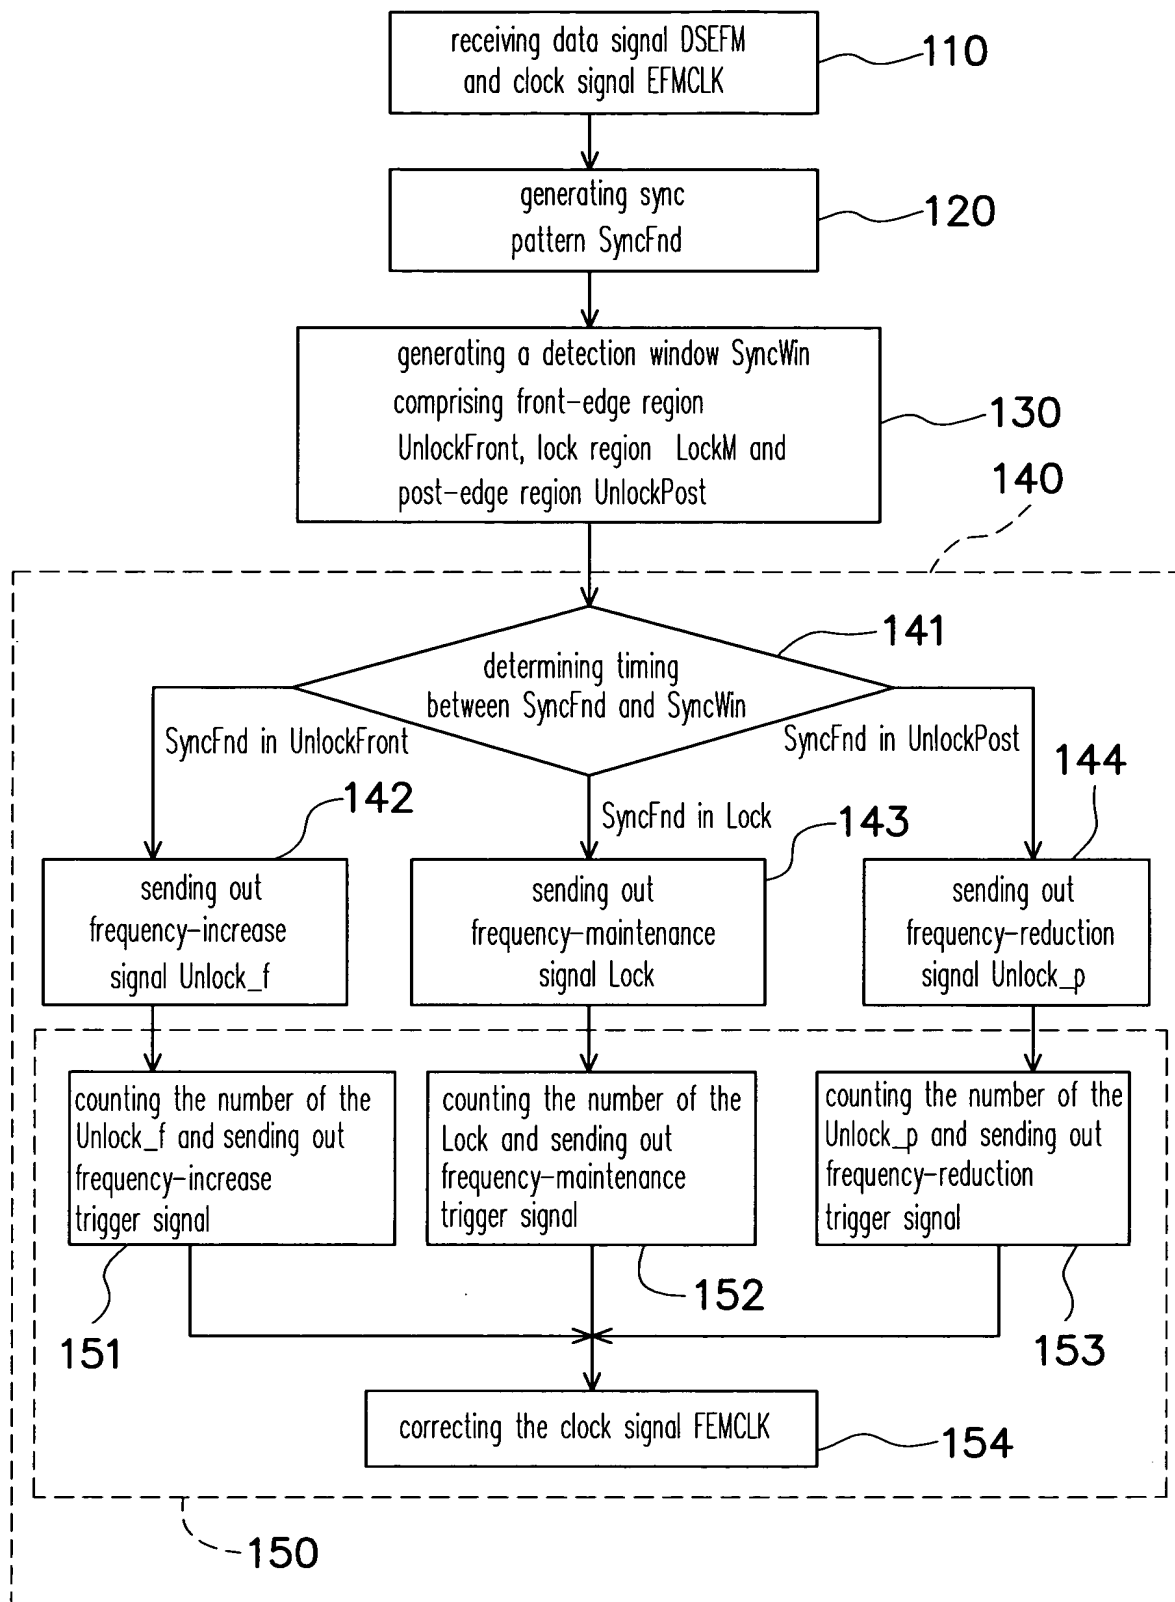 receiving data signal DSEFM
and clock signal EFMCLK
110
generating sync
pattern SyncFnd
120
generating a detection window SyncWin
comprising front-edge region
UnlockFront, lock region LockM and
post-edge region UnlockPost
130
140
determining timing
between SyncFnd and SyncWin
141
SyncFnd in UnlockFront
SyncFnd in Lock
SyncFnd in UnlockPost
142
143
144
sending out
frequency-increase
signal Unlock_f
sending out
frequency-maintenance
signal Lock
sending out
frequency-reduction
signal Unlock_p
counting the number of the
Unlock_f and sending out
frequency-increase
trigger signal
counting the number of the
Lock and sending out
frequency-maintenance
trigger signal
counting the number of the
Unlock_p and sending out
frequency-reduction
trigger signal
151
152
153
correcting the clock signal FEMCLK
154
150